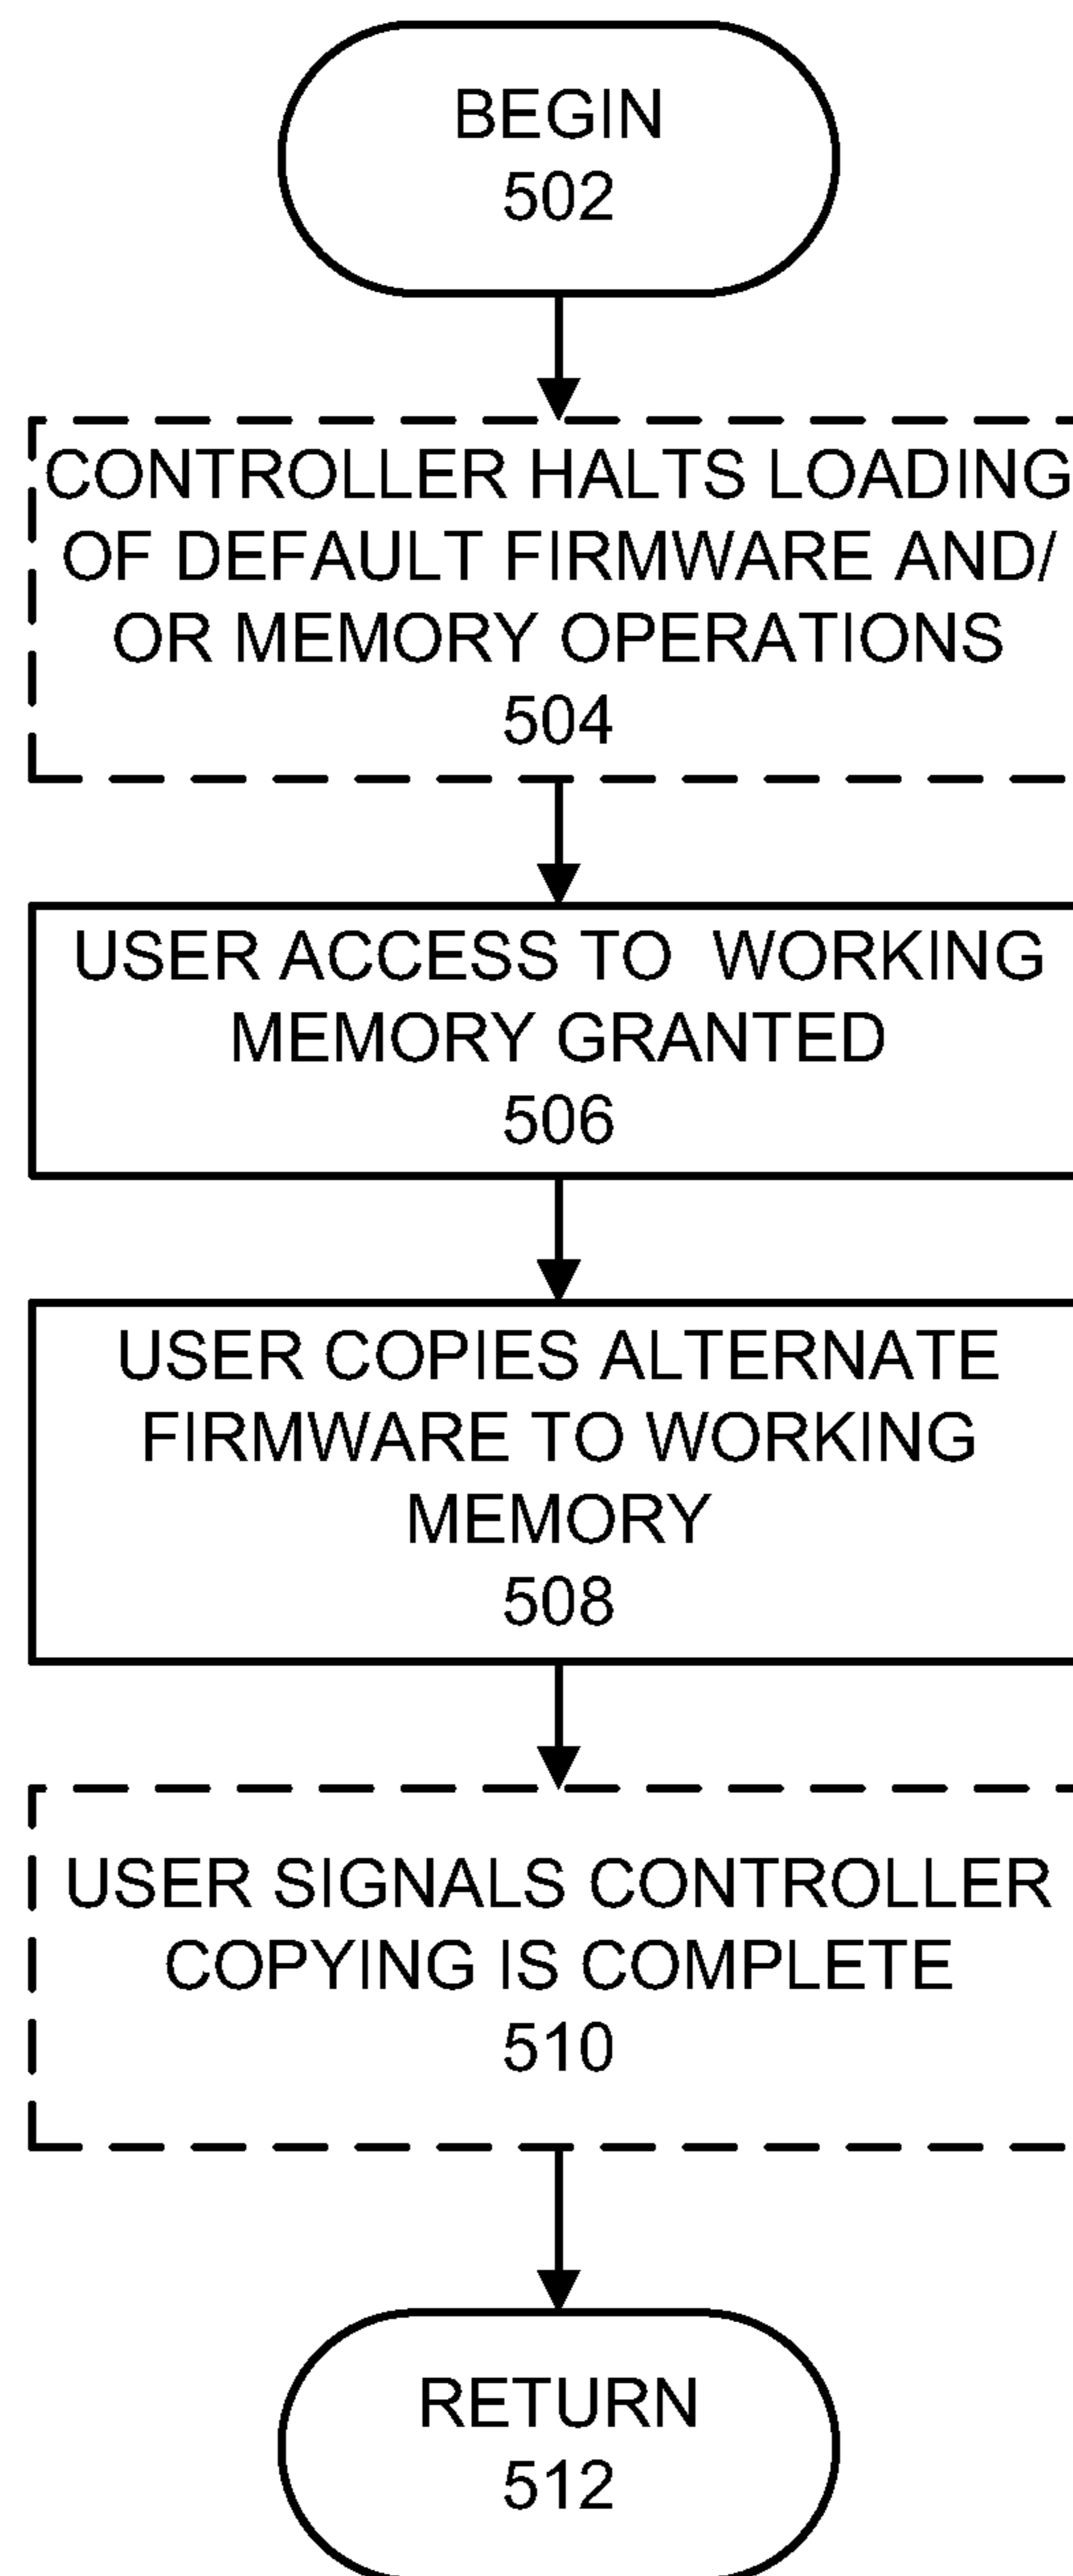 BEGIN
502
CONTROLLER HALTS LOADING
OF DEFAULT FIRMWARE AND/
OR MEMORY OPERATIONS
504
USER ACCESS TO WORKING
MEMORY GRANTED
506
USER COPIES ALTERNATE
FIRMWARE TO WORKING
MEMORY
508
USER SIGNALS CONTROLLER
COPYING IS COMPLETE
510
RETURN
512